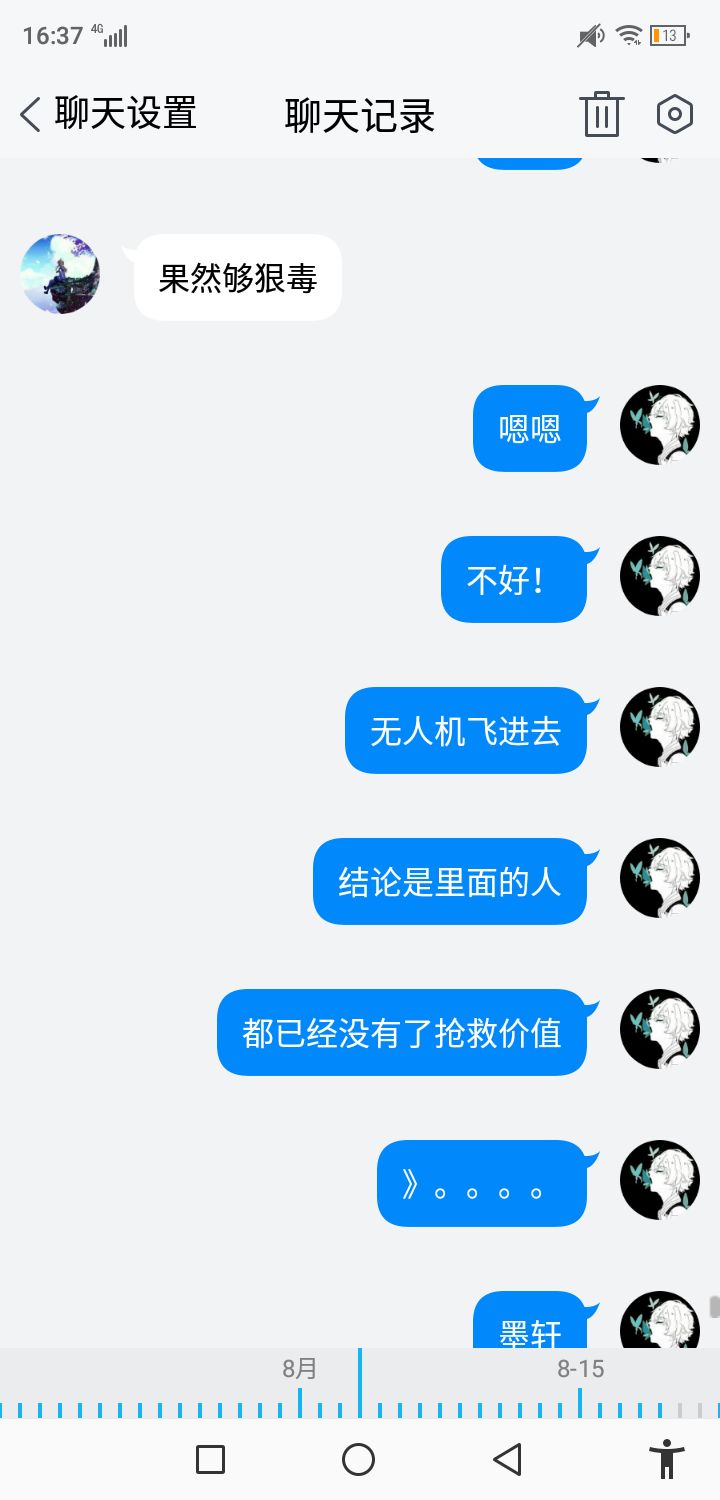 16:37 4G 13
聊天设置 聊天记录
果然够狠毒
嗯嗯
不好！
无人机飞进去
结论是里面的人
都已经没有了抢救价值
》。。。。
墨轩
8月 8-15